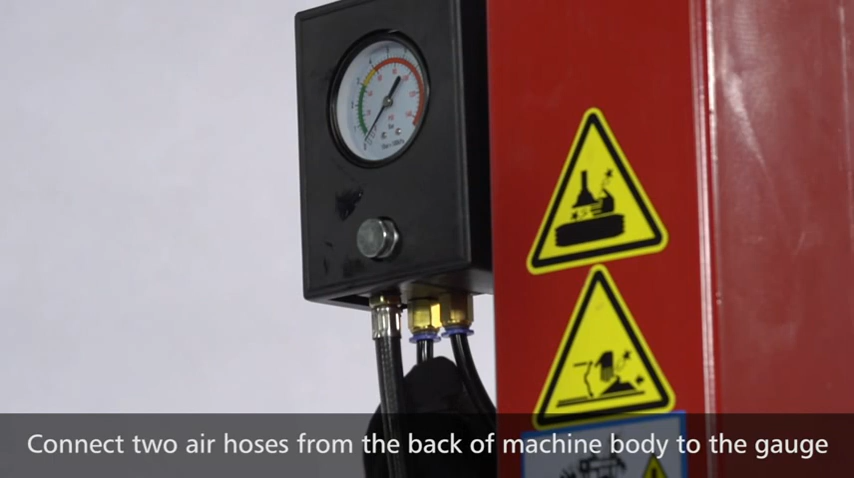 Connect two air hoses from the back of machine body to the gauge